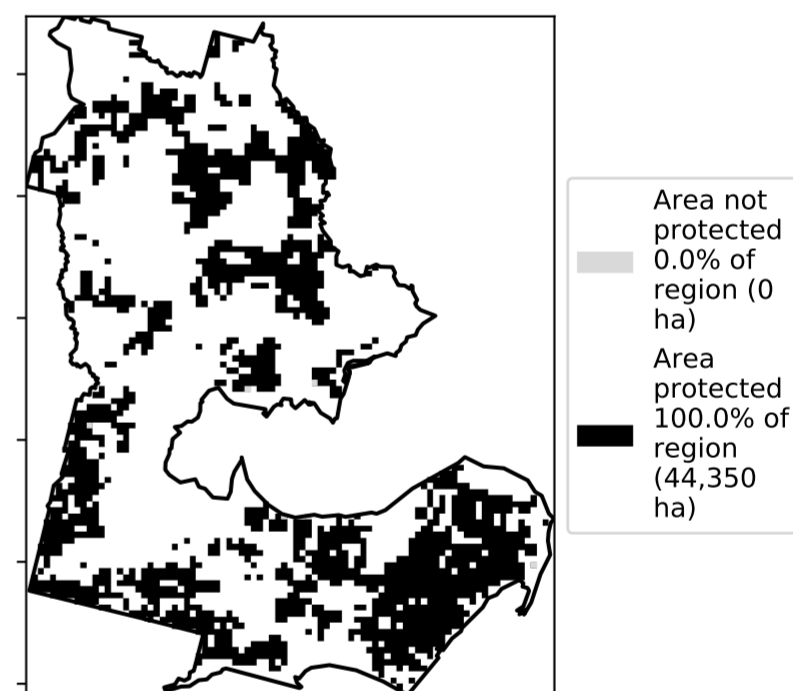 Area not
protected
0.0% of
region (0
ha)
Area
protected
100.0% of
region
(44,350
ha)